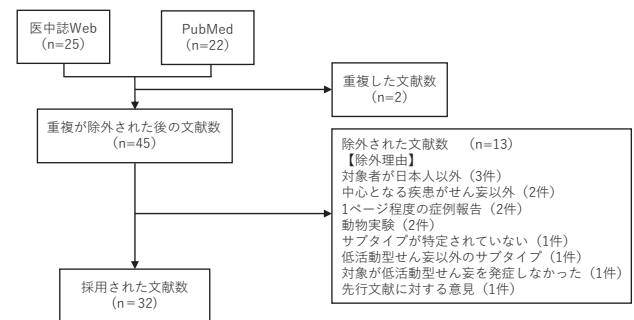 医中誌Web
（n=25）
PubMed
（n=22）
重複した文献数
（n=2）
重複が除外された後の文献数
（n=45）
除外された文献数　（n=13）
【除外理由】
対象者が日本人以外（3件）
中心となる疾患がせん妄以外（2件）
1ページ程度の症例報告（2件）
動物実験（2件）
サブタイプが特定されていない（1件）
低活動型せん妄以外のサブタイプ（1件）
対象が低活動型せん妄を発症しなかった（1件）
先行文献に対する意見（1件）
採用された文献数
（n＝32）